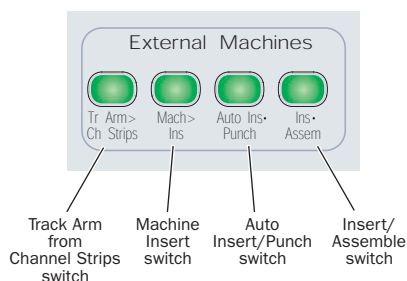 External Machines
Tr Arm>
Ch Strips
Mach>
Ins
Auto Ins•
Punch
Ins•
Assem
Track Arm
from
Channel Strips
switch
Machine
Insert
switch
Auto
Insert/Punch
switch
Insert/
Assemble
switch